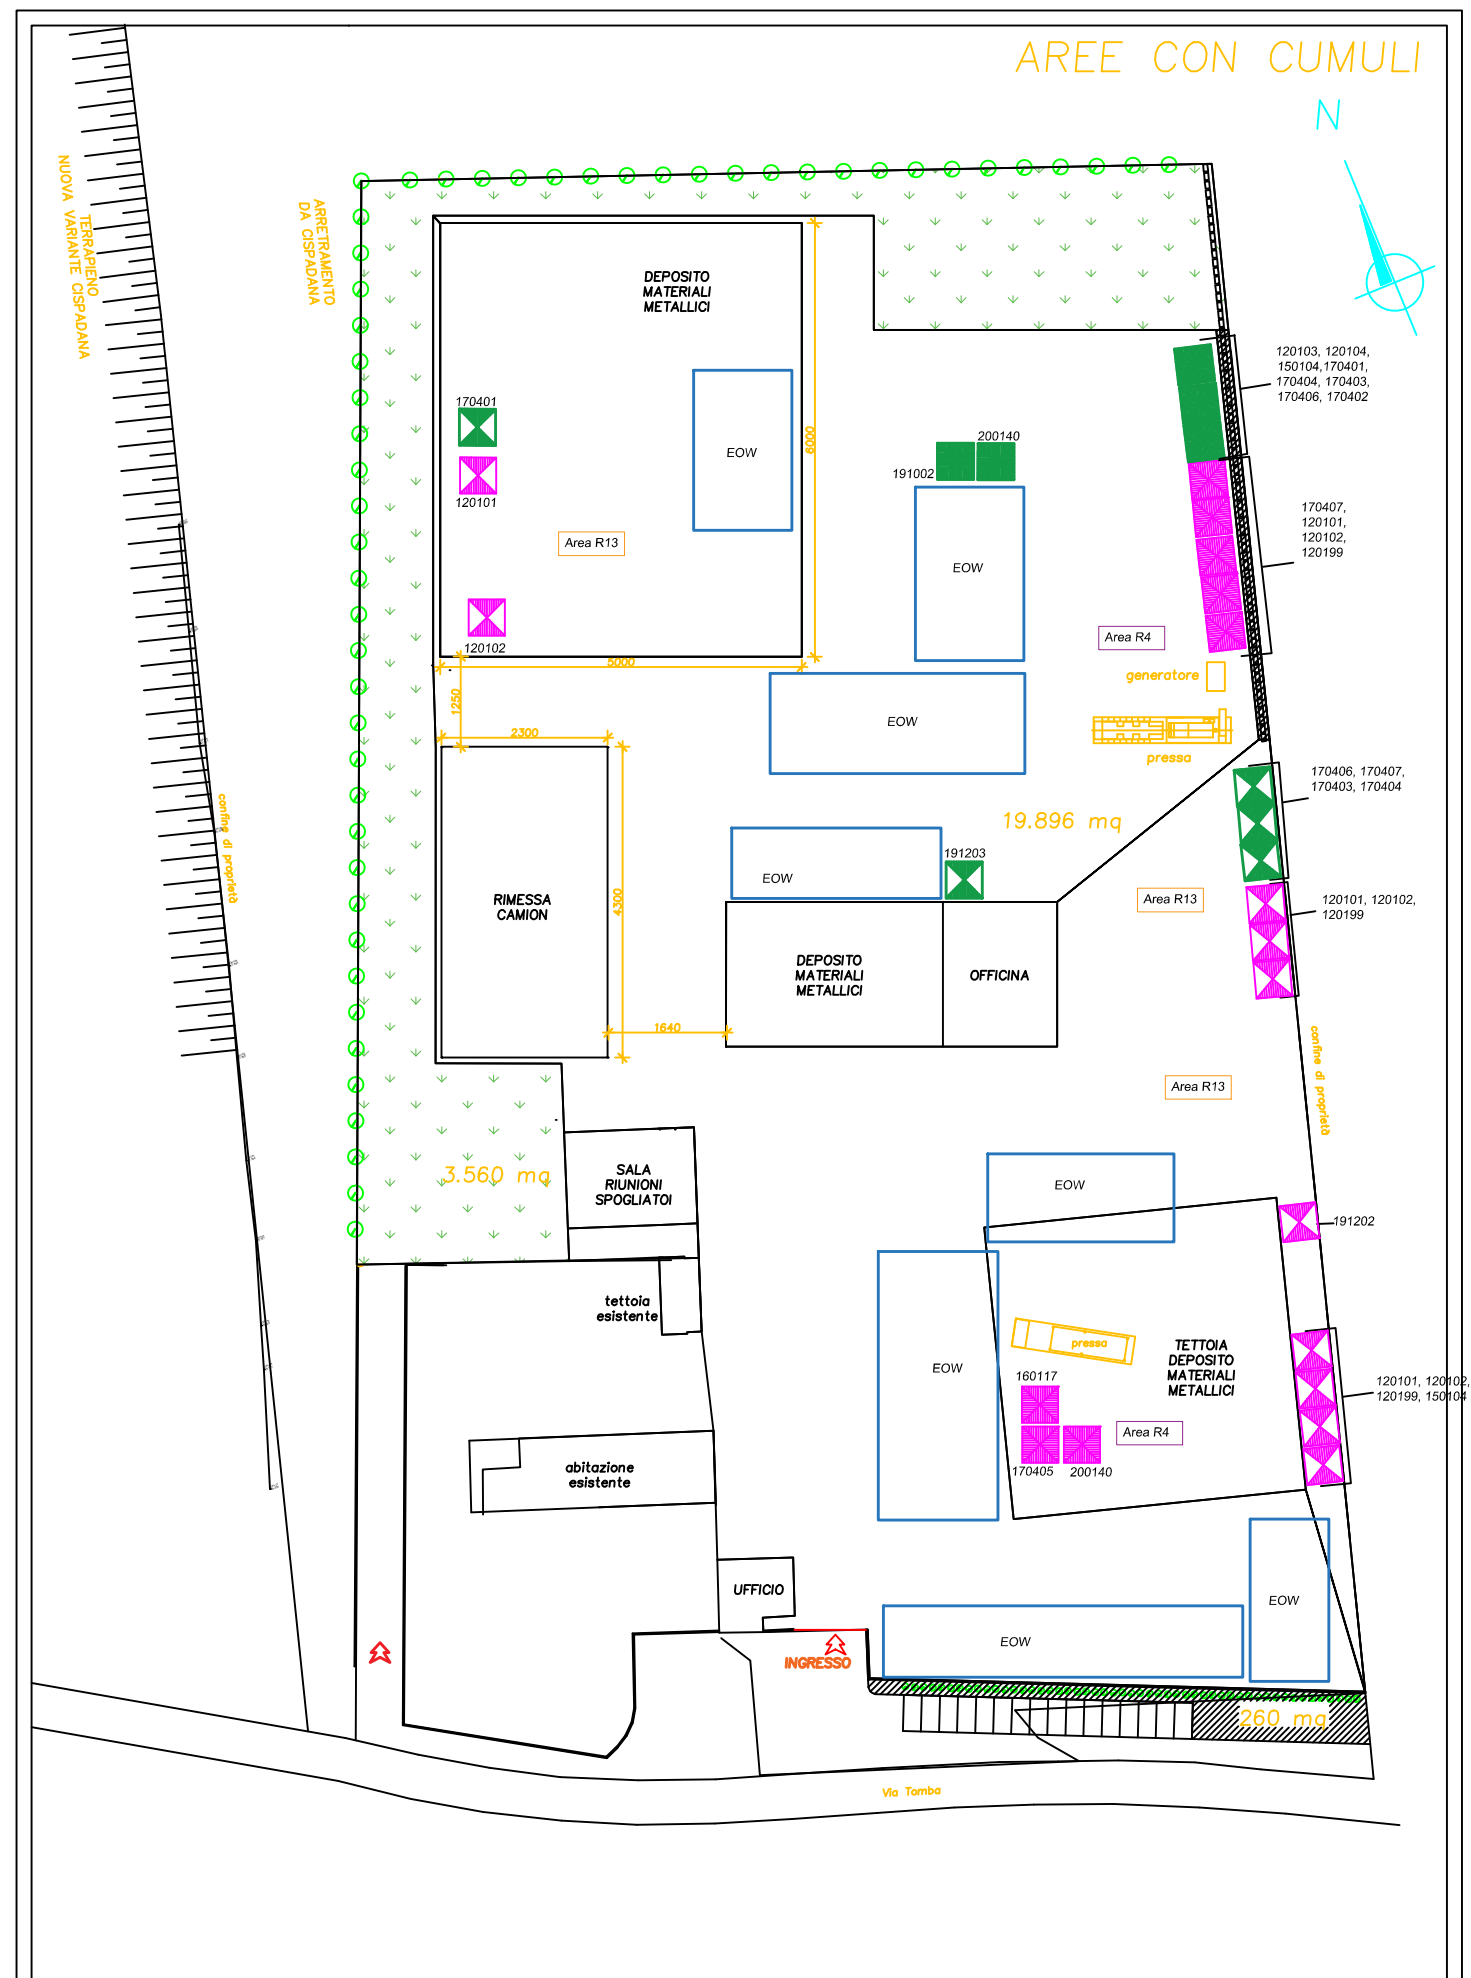 AREE CON CUMULI
N
TERRAPIENO
NUOVA VARIANTE CISPADANA
ARRETRAMENTO
DA CISPADANA
DEPOSITO
MATERIALI
METALLICI
120103, 120104,
150104,170401,
170404, 170403,
170406, 170402
170401
EOW
6000
200140
191002
120101
170407,
120101,
120102,
120199
Area R13
EOW
120102
Area R4
5000
1250
generatore
EOW
2300
pressa
170406, 170407,
170403, 170404
confine di proprietà
19.896 mq
191203
EOW
RIMESSA
CAMION
4300
Area R13
120101, 120102,
120199
DEPOSITO
MATERIALI
METALLICI
OFFICINA
1640
confine di proprietà
Area R13
3.560 mq
SALA
RIUNIONI
SPOGLIATOI
EOW
191202
tettoia
esistente
pressa
TETTOIA
DEPOSITO
MATERIALI
METALLICI
EOW
160117
120101, 120102,
120199, 150104
Area R4
170405
200140
abitazione
esistente
UFFICIO
EOW
EOW
INGRESSO
260 mq
Via Tomba